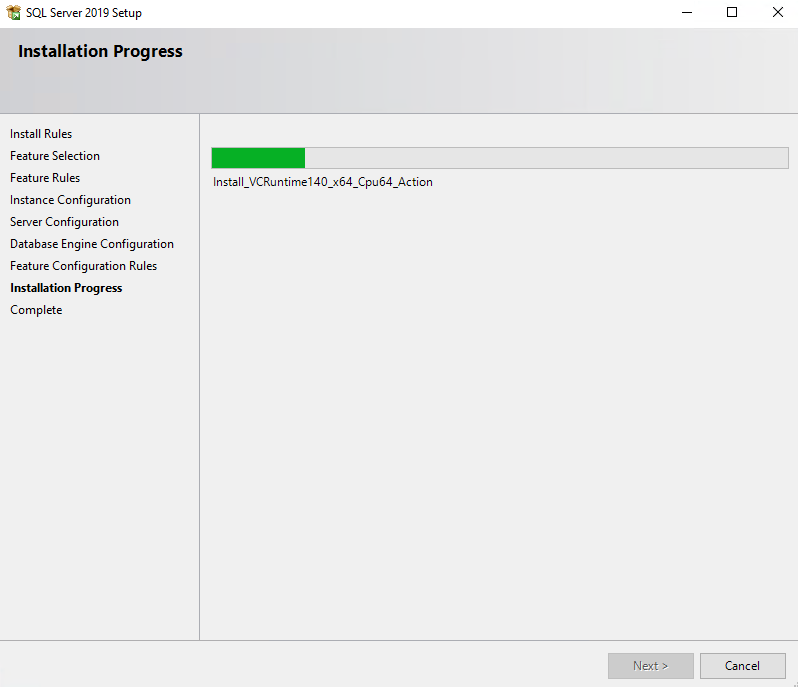 SQL Server 2019 Setup
Installation Progress
Install Rules
Feature Selection
Feature Rules
Instance Configuration
Server Configuration
Database Engine Configuration
Feature Configuration Rules
Installation Progress
Complete
Install_VCRuntime140_x64_Cpu64_Action
Next >
Cancel